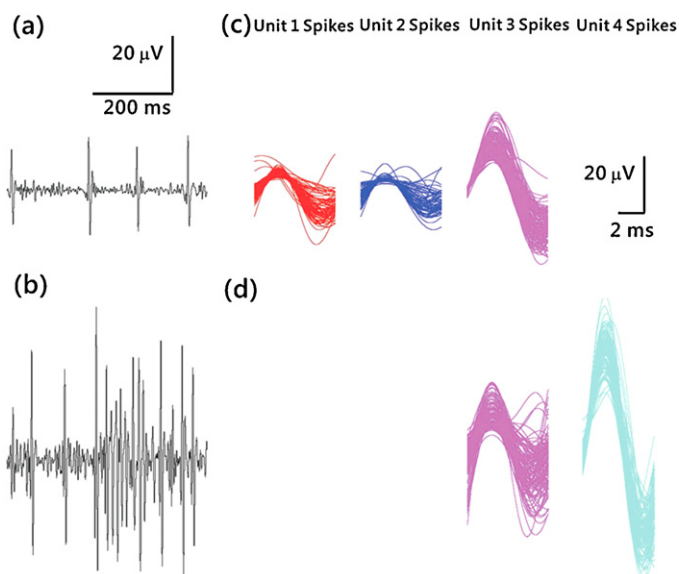 (a)
20 μV
200 ms
(c) Unit 1 Spikes Unit 2 Spikes Unit 3 Spikes Unit 4 Spikes
20 μV
2 ms
(b)
(d)